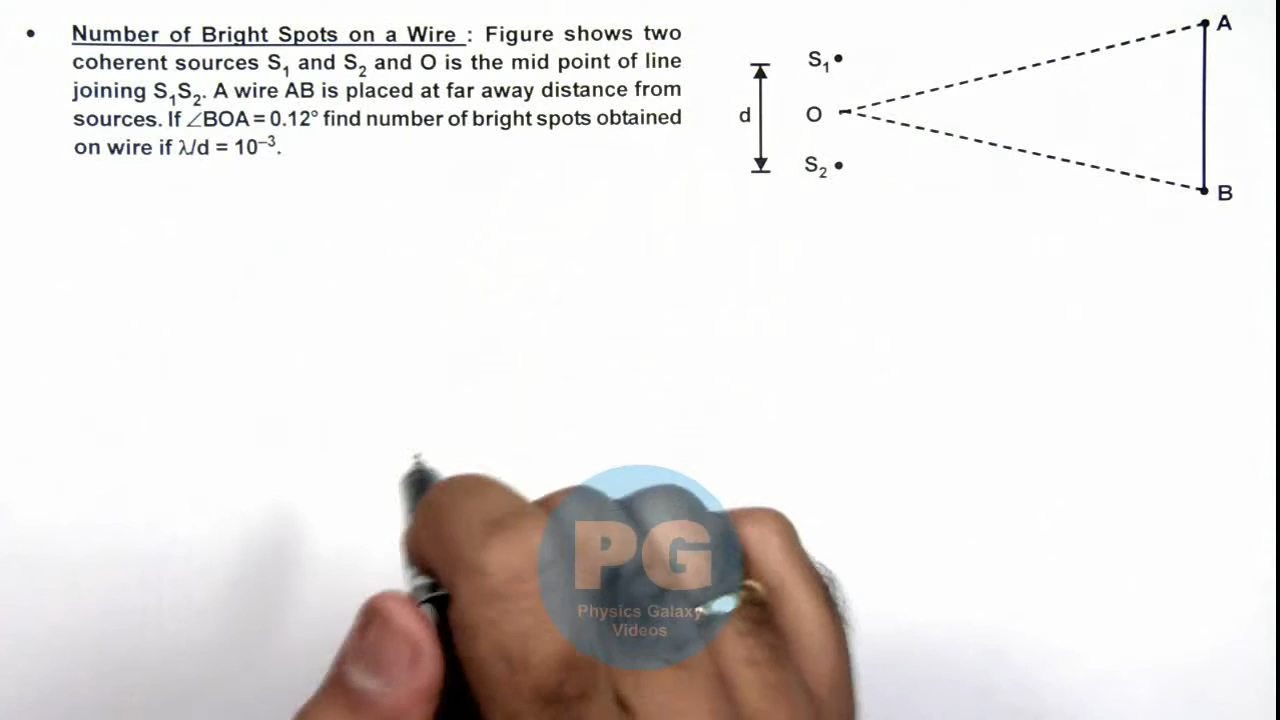 • Number of Bright Spots on a Wire : Figure shows two
coherent sources S₁ and S₂ and O is the mid point of line
joining S₁S₂. A wire AB is placed at far away distance from
sources. If ∠BOA = 0.12° find number of bright spots obtained
on wire if λ/d = 10⁻³.
A
S₁
d
O
S₂
B
PG
Physics Galaxy
Videos